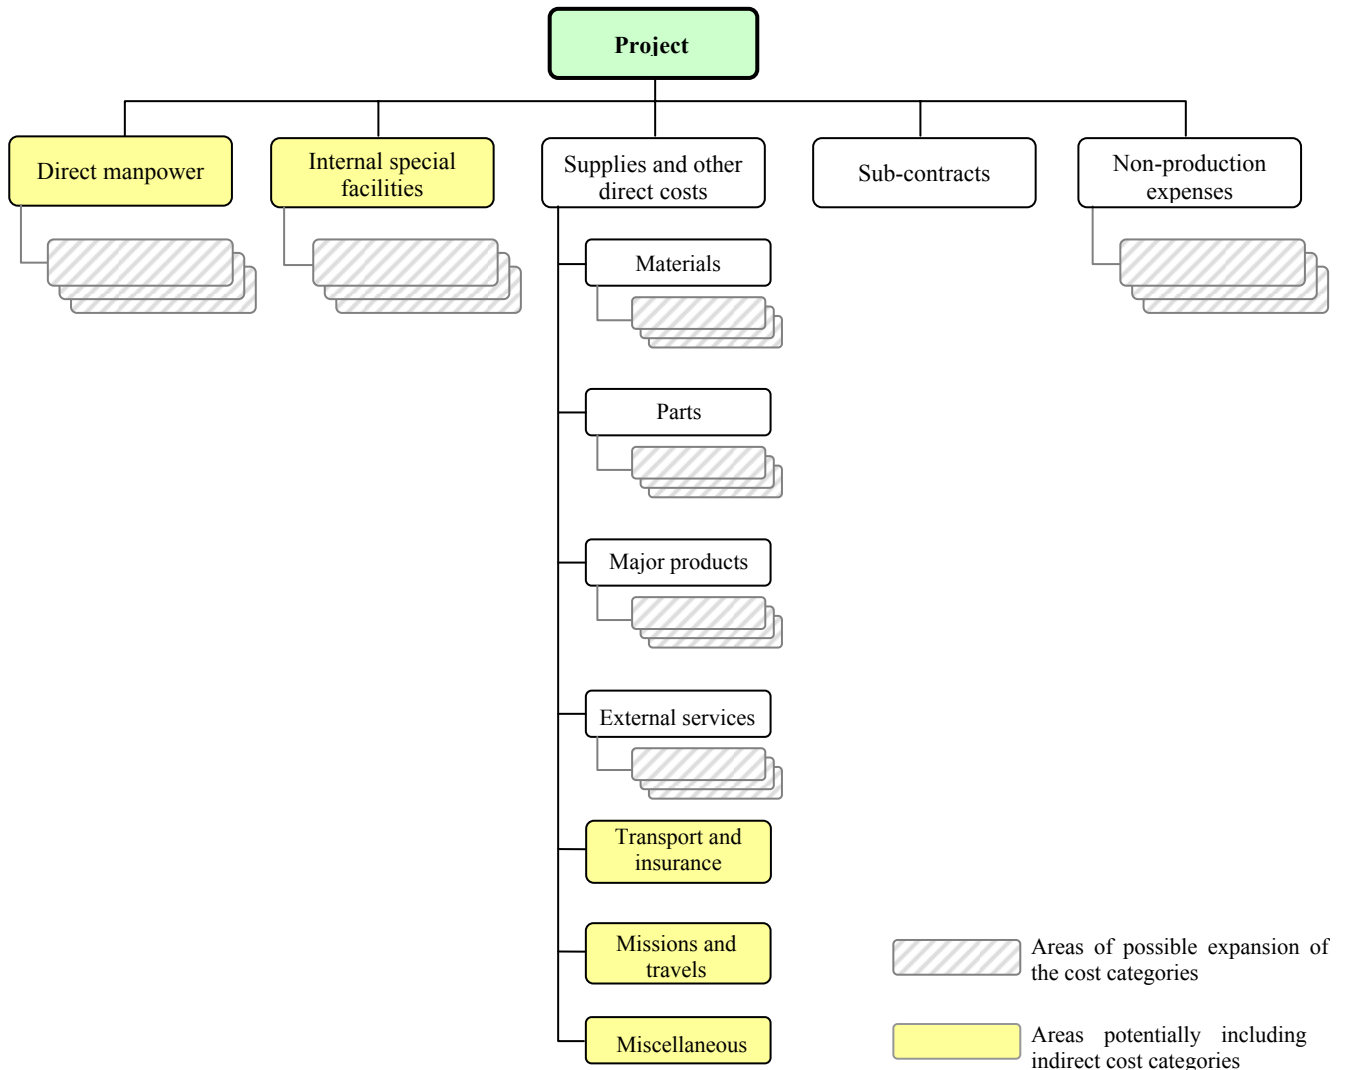 Project
Direct manpower
Internal special
facilities
Supplies and other
direct costs
Sub-contracts
Non-production
expenses
Materials
Parts
Major products
External services
Transport and
insurance
Missions and
travels
Miscellaneous
Areas of possible expansion of
the cost categories
Areas potentially including
indirect cost categories